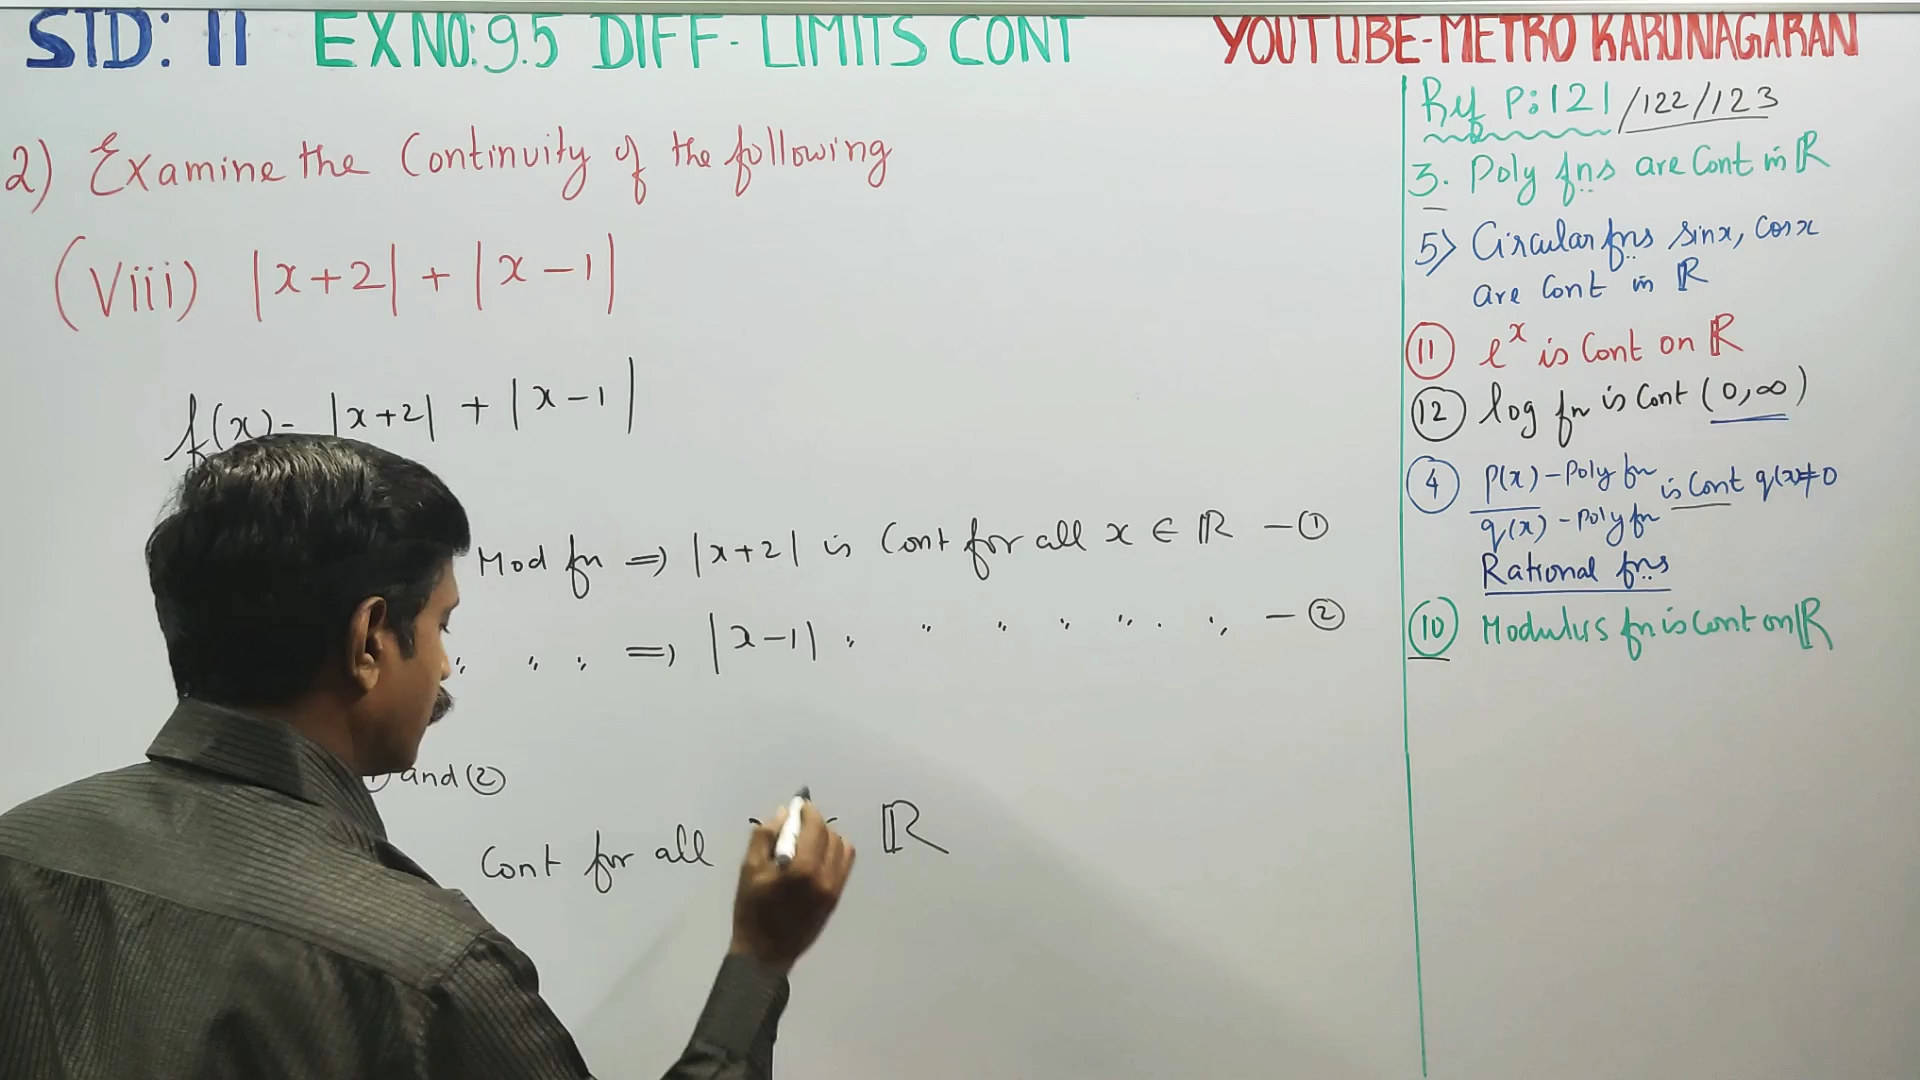 STD: 11 EX NO: 9.5 DIFF- LIMITS CONT
YOUTUBE-METRO KARUNAGARAN
2) Examine the Continuity of the following
(Viii) |x+2| + |x-1|
f(x) = |x+2| + |x-1|
Mod fn ⇒ |x+2| is Cont for all x ∈ ℝ -①
〃 〃 〃 ⇒ |x-1| 〃 〃 〃 〃 〃 〃 -②
① and ②
Cont for all ℝ
Ref P: 121 /122/123
3. Poly fns are Cont in ℝ
5) Circular fns sinx, cosx
are Cont in ℝ
⑪ eˣ is Cont on ℝ
⑫ log fn is Cont (0,∞)
④ p(x) - Poly fn is Cont q(x)≠0
q(x) - Poly fn
Rational fns
⑩ Modulus fn is Cont on ℝ